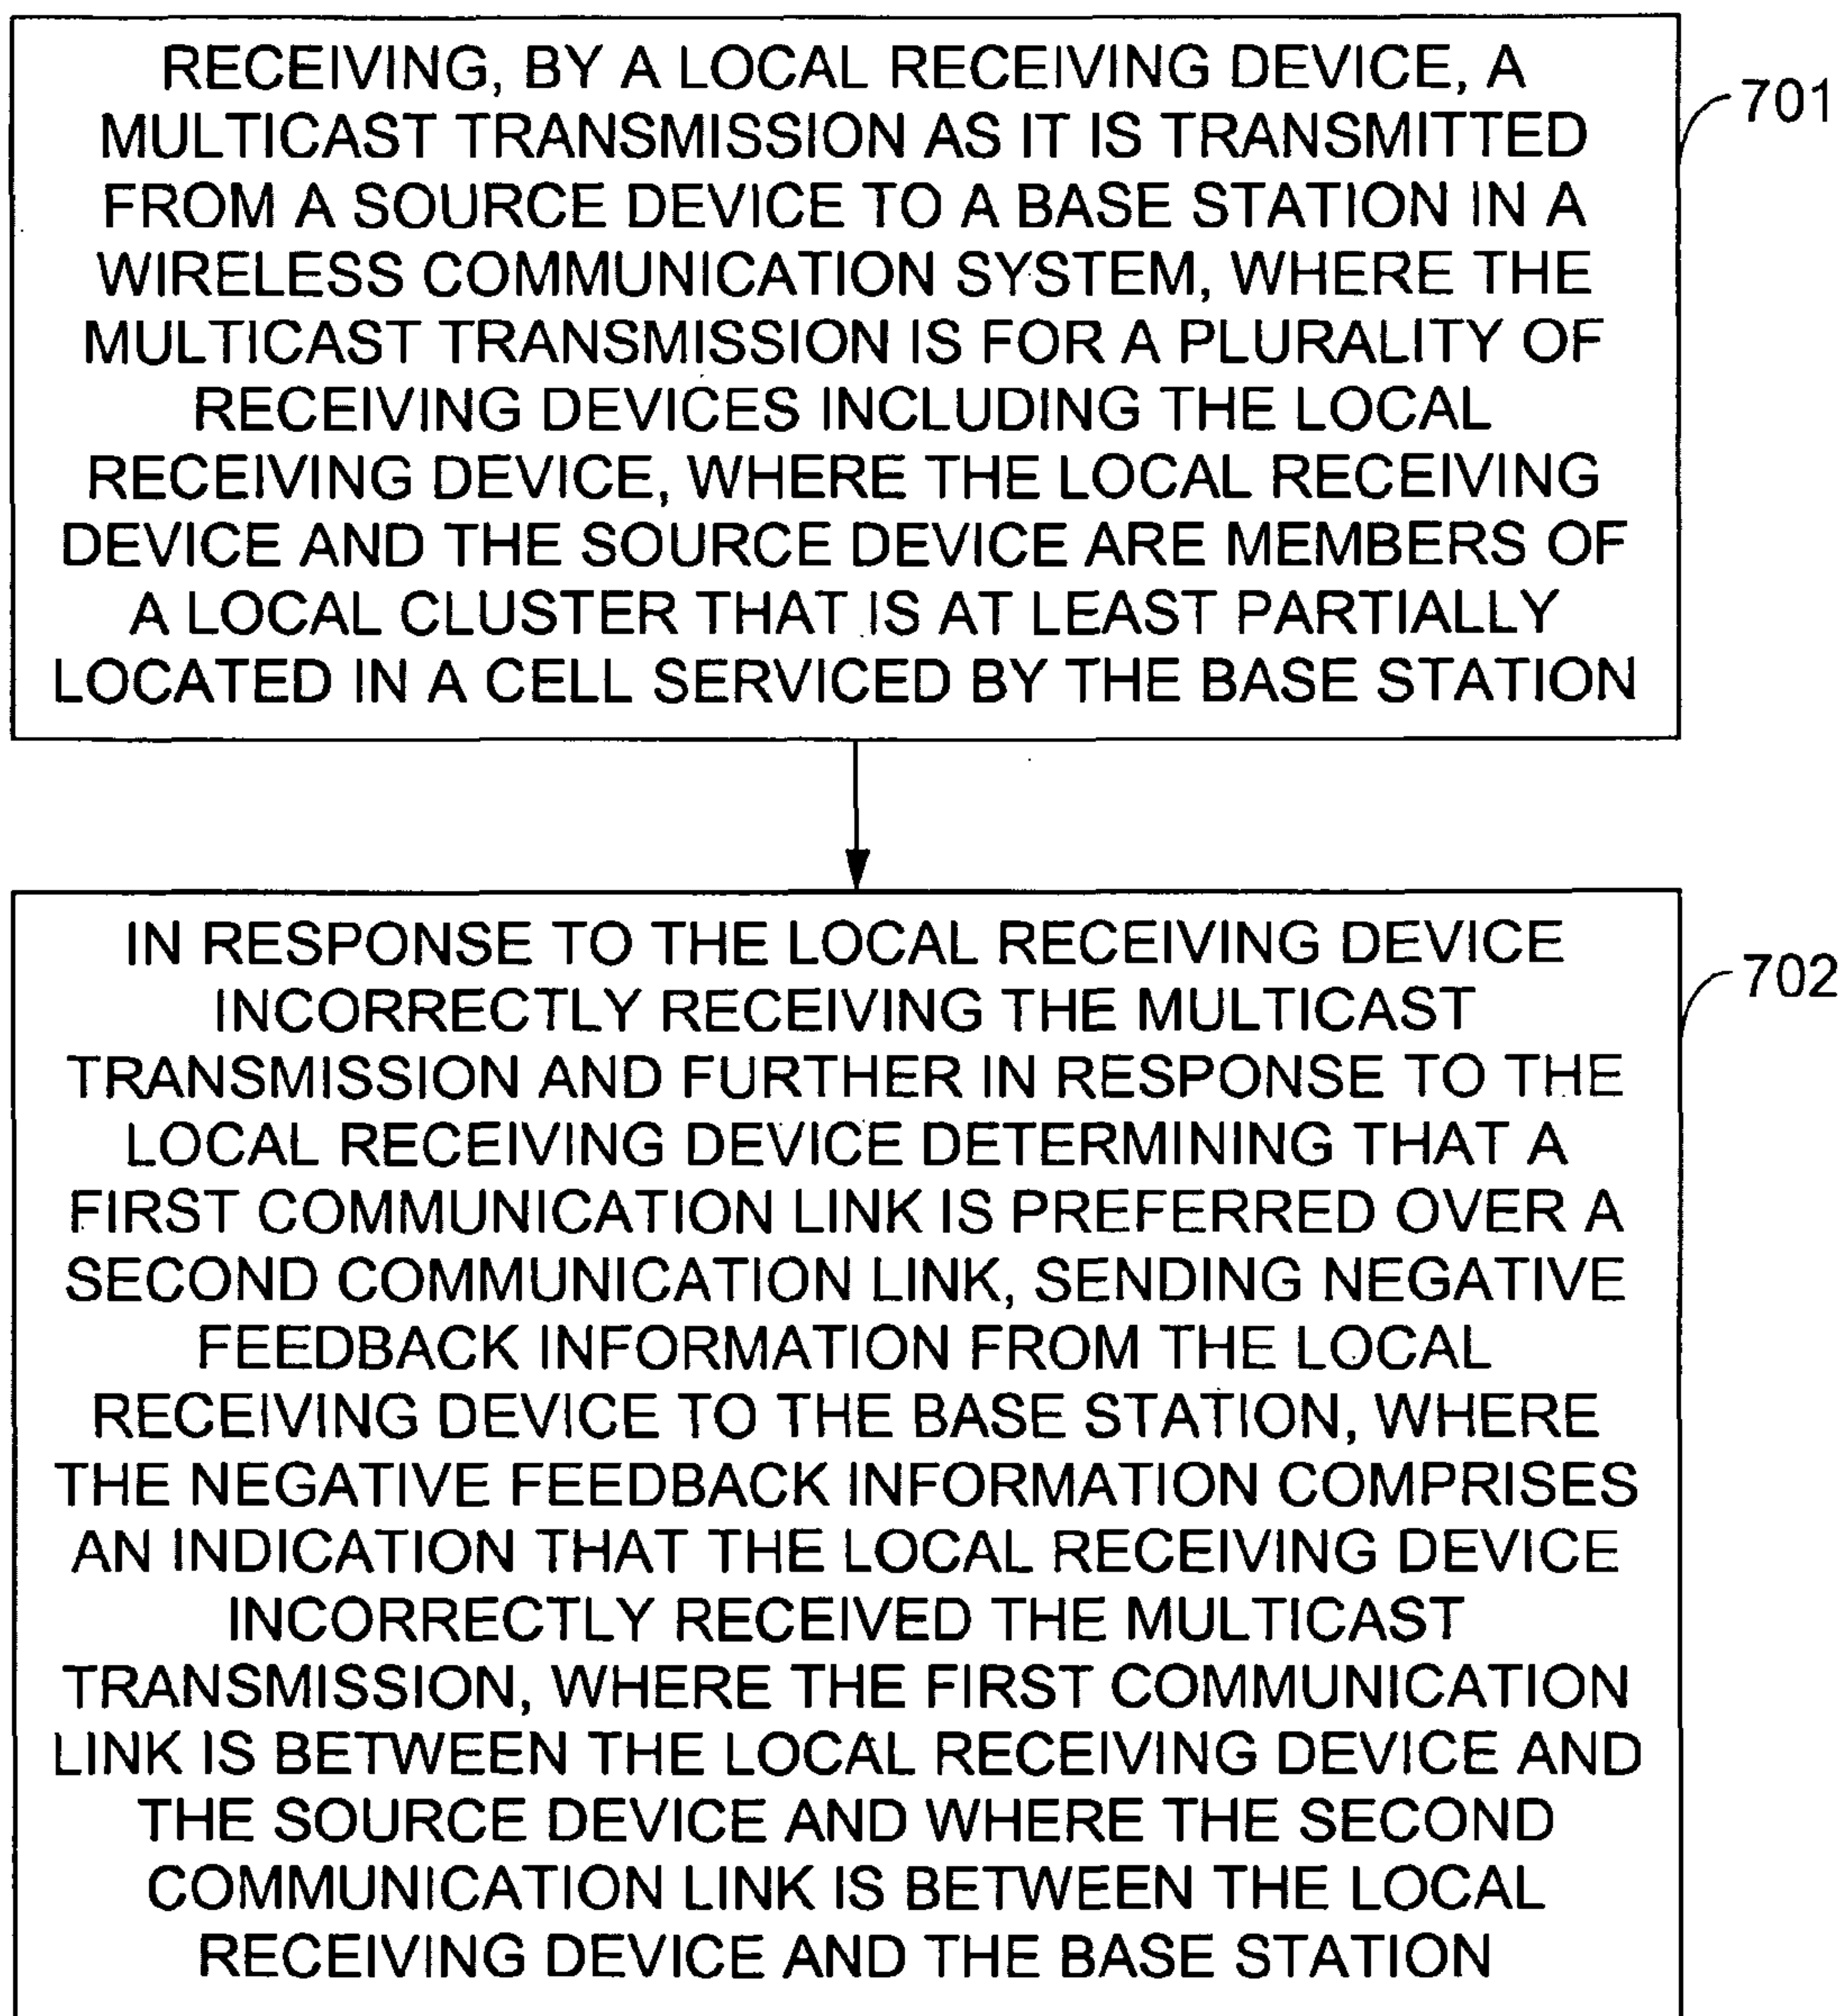 RECEIVING, BY A LOCAL RECEIVING DEVICE, A
MULTICAST TRANSMISSION AS IT IS TRANSMITTED
FROM A SOURCE DEVICE TO A BASE STATION IN A
WIRELESS COMMUNICATION SYSTEM, WHERE THE
MULTICAST TRANSMISSION IS FOR A PLURALITY OF
RECEIVING DEVICES INCLUDING THE LOCAL
RECEIVING DEVICE, WHERE THE LOCAL RECEIVING
DEVICE AND THE SOURCE DEVICE ARE MEMBERS OF
A LOCAL CLUSTER THAT IS AT LEAST PARTIALLY
LOCATED IN A CELL SERVICED BY THE BASE STATION
701
IN RESPONSE TO THE LOCAL RECEIVING DEVICE
INCORRECTLY RECEIVING THE MULTICAST
TRANSMISSION AND FURTHER IN RESPONSE TO THE
LOCAL RECEIVING DEVICE DETERMINING THAT A
FIRST COMMUNICATION LINK IS PREFERRED OVER A
SECOND COMMUNICATION LINK, SENDING NEGATIVE
FEEDBACK INFORMATION FROM THE LOCAL
RECEIVING DEVICE TO THE BASE STATION, WHERE
THE NEGATIVE FEEDBACK INFORMATION COMPRISES
AN INDICATION THAT THE LOCAL RECEIVING DEVICE
INCORRECTLY RECEIVED THE MULTICAST
TRANSMISSION, WHERE THE FIRST COMMUNICATION
LINK IS BETWEEN THE LOCAL RECEIVING DEVICE AND
THE SOURCE DEVICE AND WHERE THE SECOND
COMMUNICATION LINK IS BETWEEN THE LOCAL
RECEIVING DEVICE AND THE BASE STATION
702